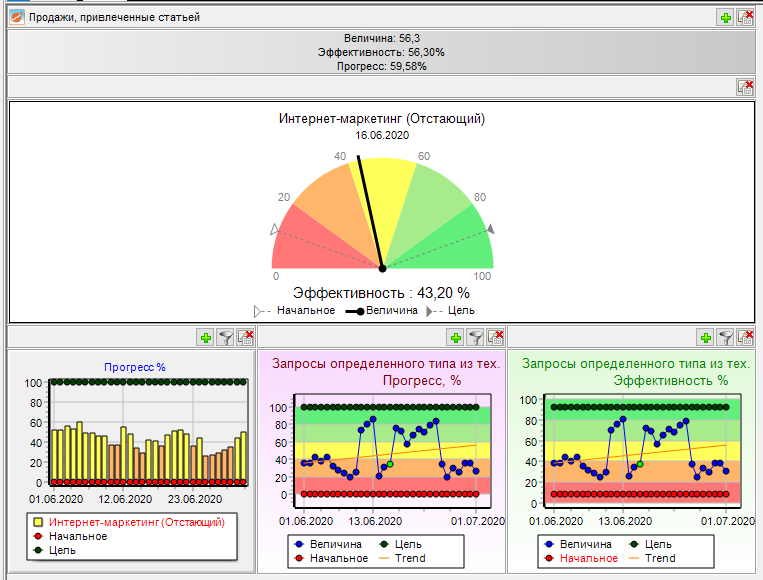 Продажи, привлеченные статьей
Величина: 56,3
Эффективность: 56,30%
Прогресс: 59,58%
Интернет-маркетинг (Отстающий)
16.06.2020
40
60
20
80
0
100
Эффективность : 43,20 %
Начальное
Величина
Цель
Прогресс %
100
80
60
40
20
0
01.06.2020
12.06.2020
23.06.2020
Интернет-маркетинг (Отстающий)
Начальное
Цель
Запросы определенного типа из тех.
Прогресс, %
100
80
60
40
20
0
01.06.2020
13.06.2020
01.07.2020
Величина
Цель
Начальное
Trend
Запросы определенного типа из тех.
Эффективность %
100
80
60
40
20
0
01.06.2020
13.06.2020
01.07.2020
Величина
Цель
Начальное
Trend